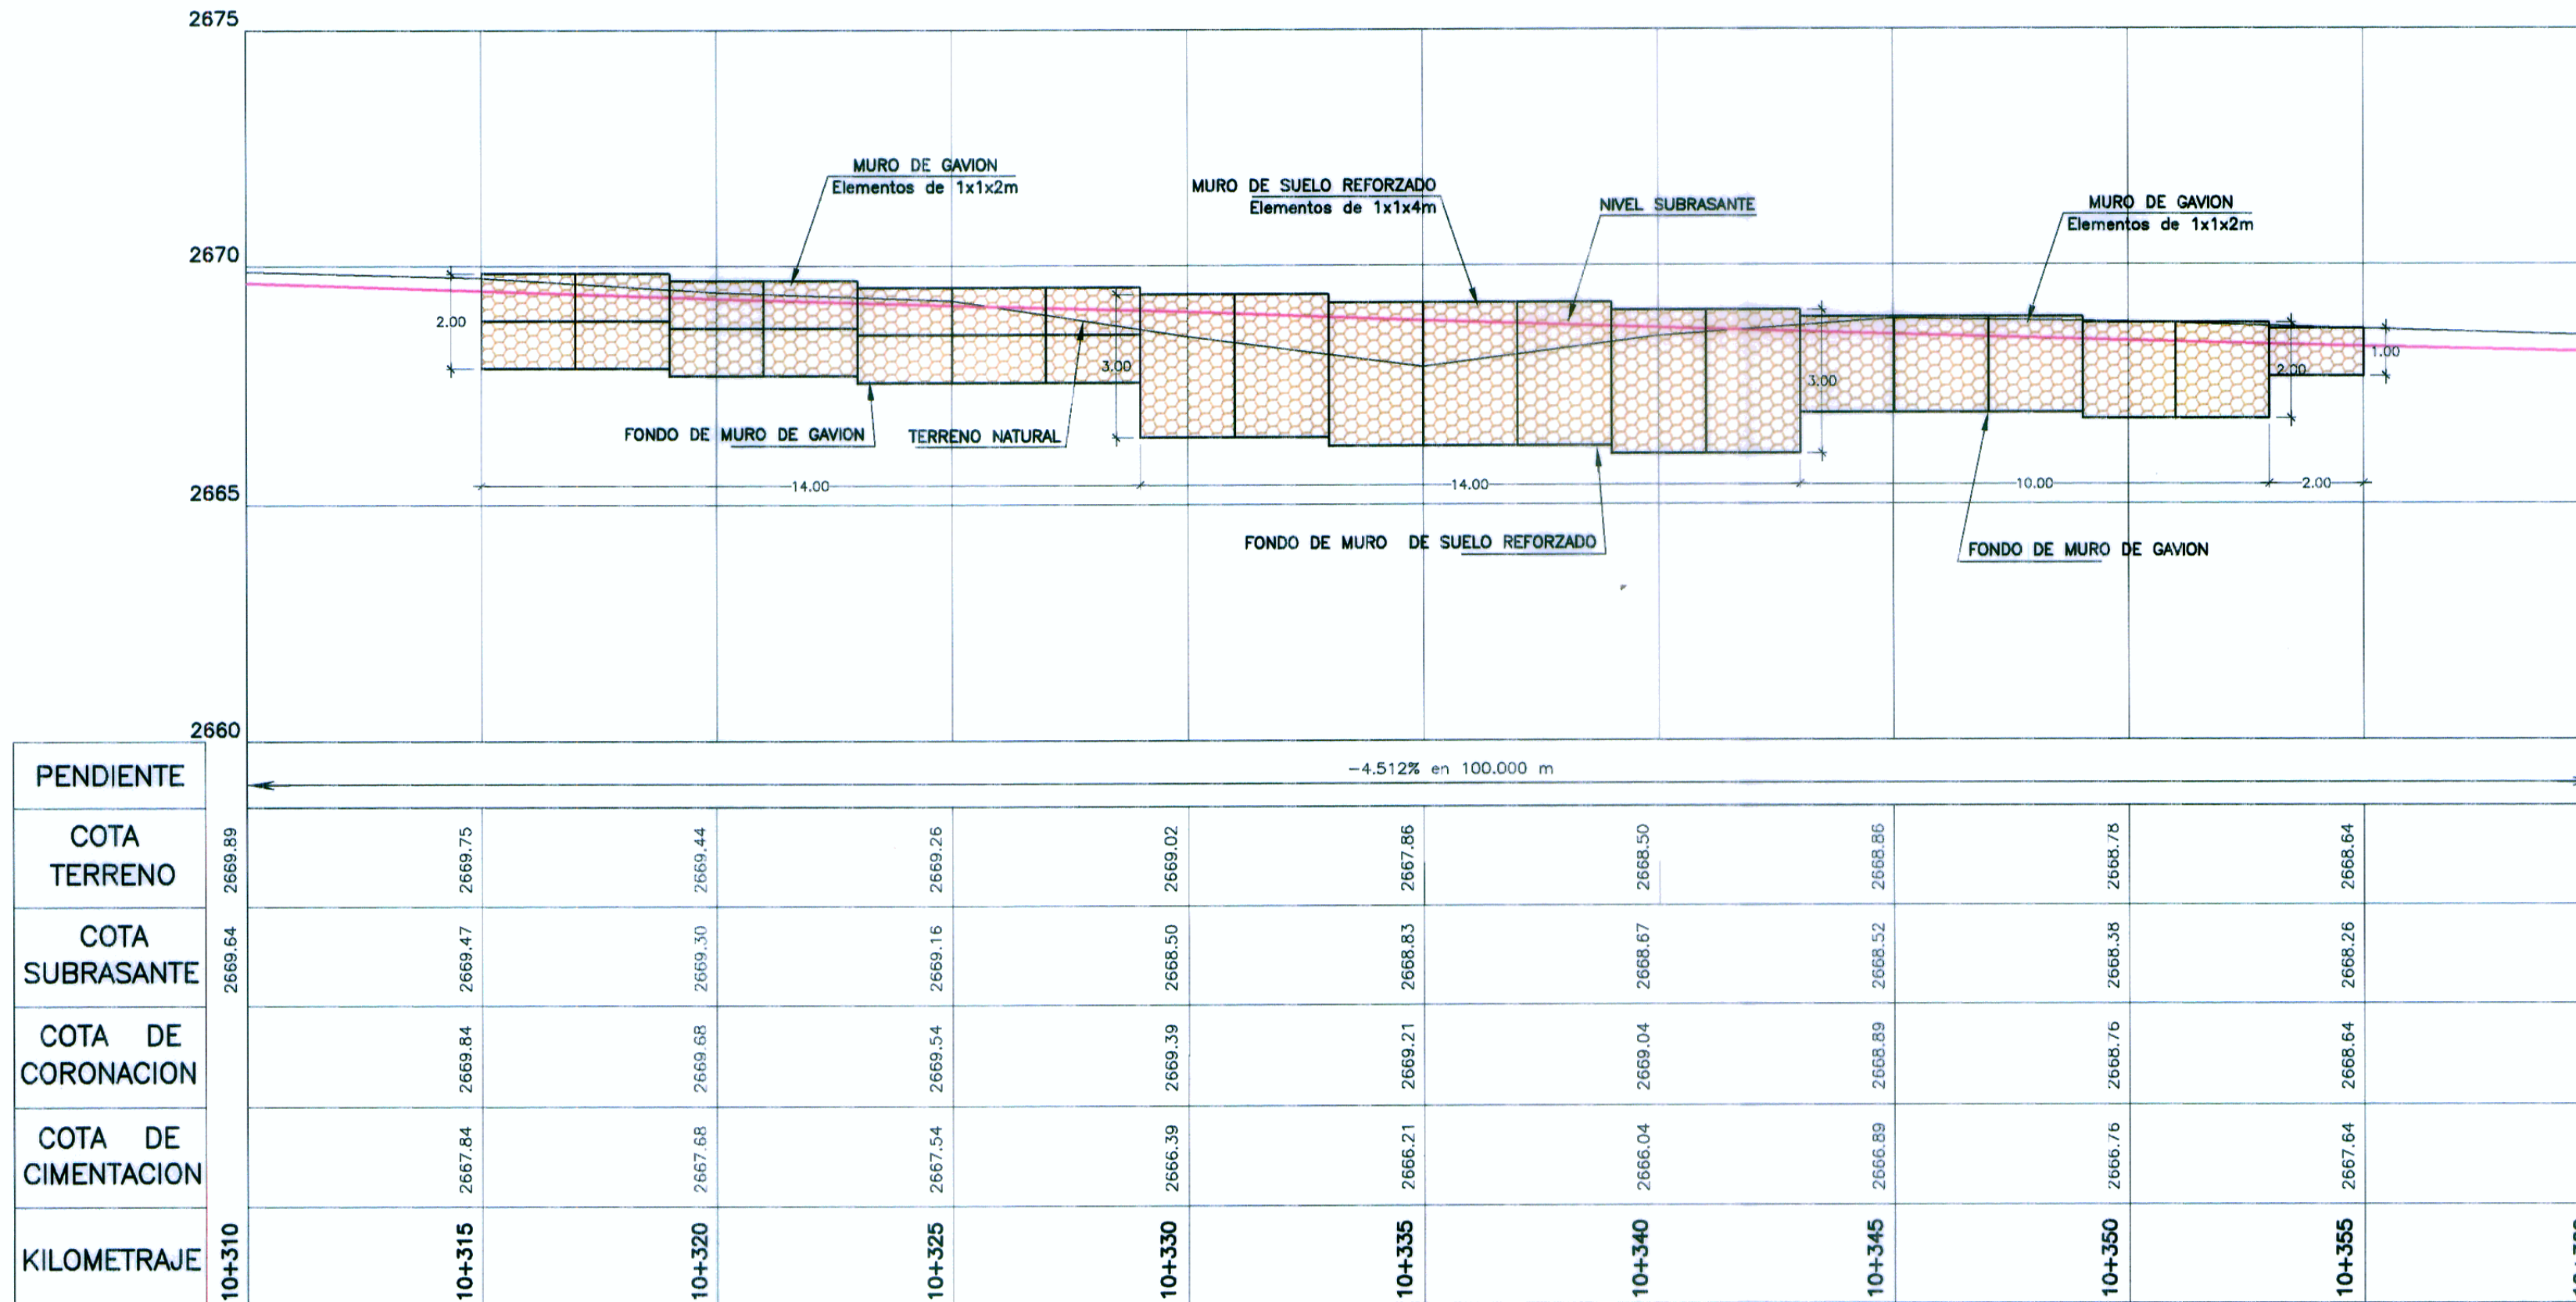 2675
MURO DE GAVION
Elementos de 1x1x2m
MURO DE SUELO REFORZADO
Elementos de 1x1x4m
NIVEL SUBRASANTE
MURO DE GAVION
Elementos de 1x1x2m
2670
2.00
3.00
3.00
2.00
1.00
FONDO DE MURO DE GAVION
TERRENO NATURAL
2665
14.00
14.00
10.00
2.00
FONDO DE MURO DE SUELO REFORZADO
FONDO DE MURO DE GAVION
2660
PENDIENTE
-4.512% en 100.000 m
COTA
TERRENO
2669.89
2669.75
2669.44
2669.26
2669.02
2667.86
2668.50
2668.86
2668.78
2668.64
COTA
SUBRASANTE
2669.64
2669.47
2669.30
2669.16
2668.50
2668.83
2668.67
2668.52
2668.38
2668.26
COTA DE
CORONACION
2669.84
2669.68
2669.54
2669.39
2669.21
2669.04
2668.89
2668.76
2668.64
COTA DE
CIMENTACION
2667.84
2667.68
2667.54
2666.39
2666.21
2666.04
2666.89
2666.76
2667.64
KILOMETRAJE
10+310
10+315
10+320
10+325
10+330
10+335
10+340
10+345
10+350
10+355